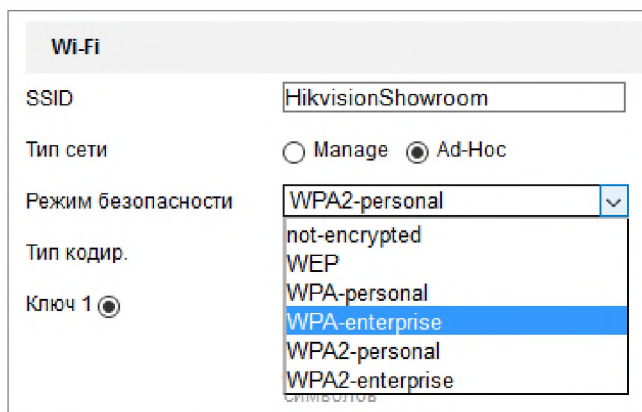 Wi-Fi
SSID HikvisionShowroom
Тип сети Manage Ad-Hoc
Режим безопасности WPA2-personal
not-encrypted
Тип кодир. WEP
WPA-personal
Ключ 1 WPA-enterprise
WPA2-personal
WPA2-enterprise
символов